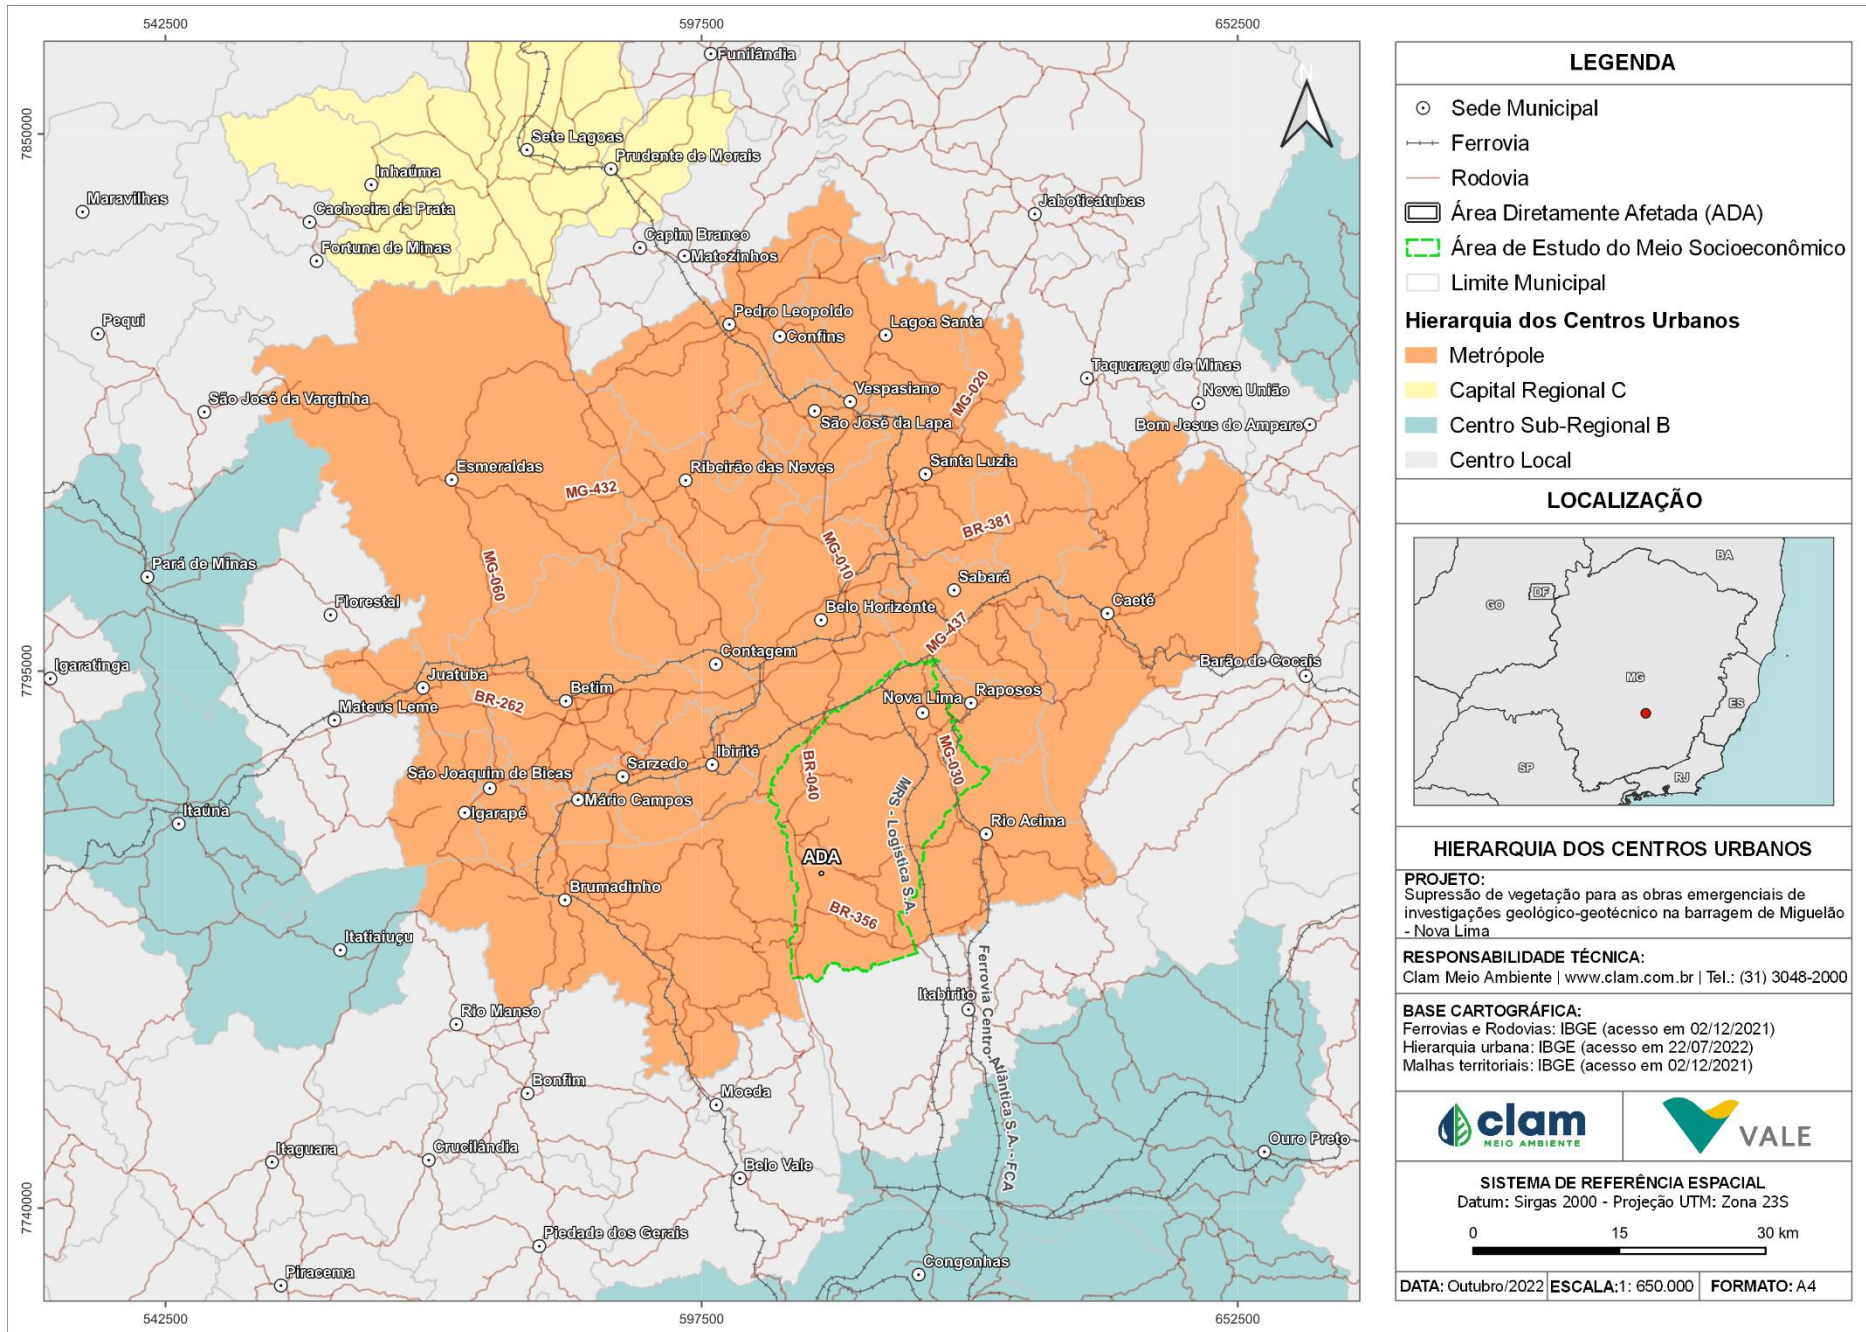 542500
597500
652500
7850000
7795000
7740000
Funilândia
Sete Lagoas
Prudente de Morais
Inhaúma
Maravilhas
Cachoeira da Prata
Jaboticatubas
Fortuna de Minas
Capim Branco
Matozinhos
Pequi
Pedro Leopoldo
Confins
Lagoa Santa
Taquaraçu de Minas
São José da Varginha
Vespasiano
MG-020
Nova União
São José da Lapa
Bom Jesus do Amparo
Esmeraldas
Ribeirão das Neves
Santa Luzia
MG-432
BR-381
MG-010
Pará de Minas
MG-060
Sabará
Florestal
Belo Horizonte
Caeté
MG-437
Contagem
Barão de Cocais
Igaratinga
Juatuba
Betim
Nova Lima
Raposos
BR-262
Mateus Leme
Ibirité
BR-040
MG-030
São Joaquim de Bicas
Sarzedo
Mário Campos
Igarapé
MRS - Logística S.A.
Itaúna
Rio Acima
ADA
Brumadinho
BR-356
Itatiaiuçu
Ferrovia Centro-Atlântica S.A. - FCA
Itabirito
Rio Manso
Bonfim
Moeda
Itaguara
Crucilândia
Belo Vale
Ouro Preto
Piedade dos Gerais
Piracema
Congonhas
542500
597500
652500
N
LEGENDA
Sede Municipal
Ferrovia
Rodovia
Área Diretamente Afetada (ADA)
Área de Estudo do Meio Socioeconômico
Limite Municipal
Hierarquia dos Centros Urbanos
Metrópole
Capital Regional C
Centro Sub-Regional B
Centro Local
LOCALIZAÇÃO
BA
DF
GO
MG
ES
SP
RJ
HIERARQUIA DOS CENTROS URBANOS
PROJETO:
Supressão de vegetação para as obras emergenciais de
investigações geológico-geotécnico na barragem de Miguelão
- Nova Lima
RESPONSABILIDADE TÉCNICA:
Clam Meio Ambiente | www.clam.com.br | Tel.: (31) 3048-2000
BASE CARTOGRÁFICA:
Ferrovias e Rodovias: IBGE (acesso em 02/12/2021)
Hierarquia urbana: IBGE (acesso em 22/07/2022)
Malhas territoriais: IBGE (acesso em 02/12/2021)
clam
MEIO AMBIENTE
VALE
SISTEMA DE REFERÊNCIA ESPACIAL
Datum: Sirgas 2000 - Projeção UTM: Zona 23S
0 15 30 km
DATA: Outubro/2022 ESCALA:1: 650.000 FORMATO: A4